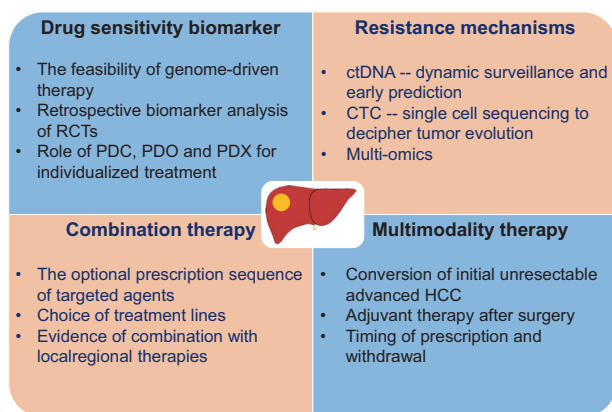 Drug sensitivity biomarker
• The feasibility of genome-driven
therapy
• Retrospective biomarker analysis
of RCTs
• Role of PDC, PDO and PDX for
individualized treatment
Resistance mechanisms
• ctDNA -- dynamic surveillance and
early prediction
• CTC -- single cell sequencing to
decipher tumor evolution
• Multi-omics
Combination therapy
• The optional prescription sequence
of targeted agents
• Choice of treatment lines
• Evidence of combination with
localregional therapies
Multimodality therapy
• Conversion of initial unresectable
advanced HCC
• Adjuvant therapy after surgery
• Timing of prescription and
withdrawal